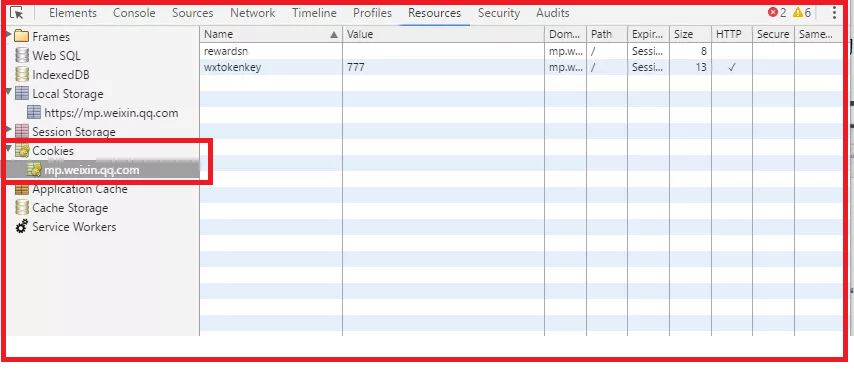 Elements Console Sources Network Timeline Profiles Resources Security Audits 2 6
Frames
Web SQL
IndexedDB
Local Storage
https://mp.weixin.qq.com
Session Storage
Cookies
mp.weixin.qq.com
Application Cache
Cache Storage
Service Workers
Name Value Dom... Path Expir... Size HTTP Secure Same...
rewardsn mp.w... / Sessi... 8
wxtokenkey 777 mp.w... / Sessi... 13 ✓